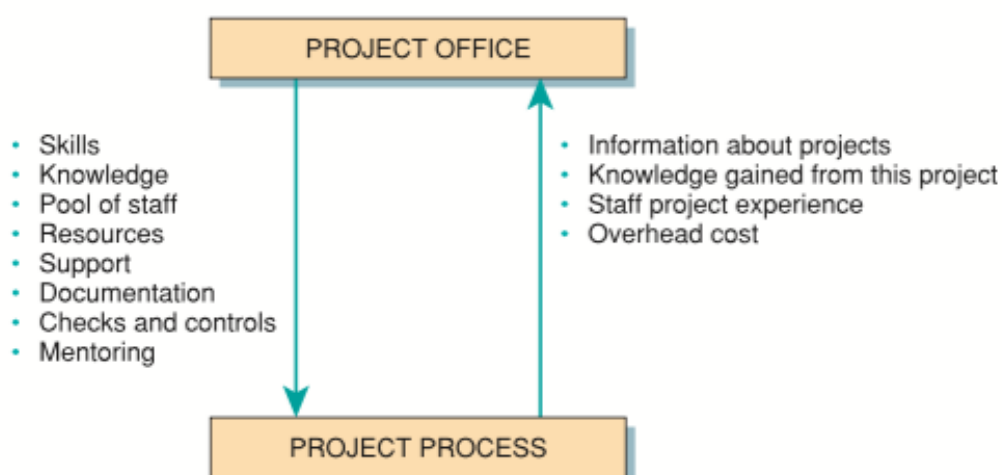 PROJECT OFFICE
• Skills
• Knowledge
• Pool of staff
• Resources
• Support
• Documentation
• Checks and controls
• Mentoring
• Information about projects
• Knowledge gained from this project
• Staff project experience
• Overhead cost
PROJECT PROCESS